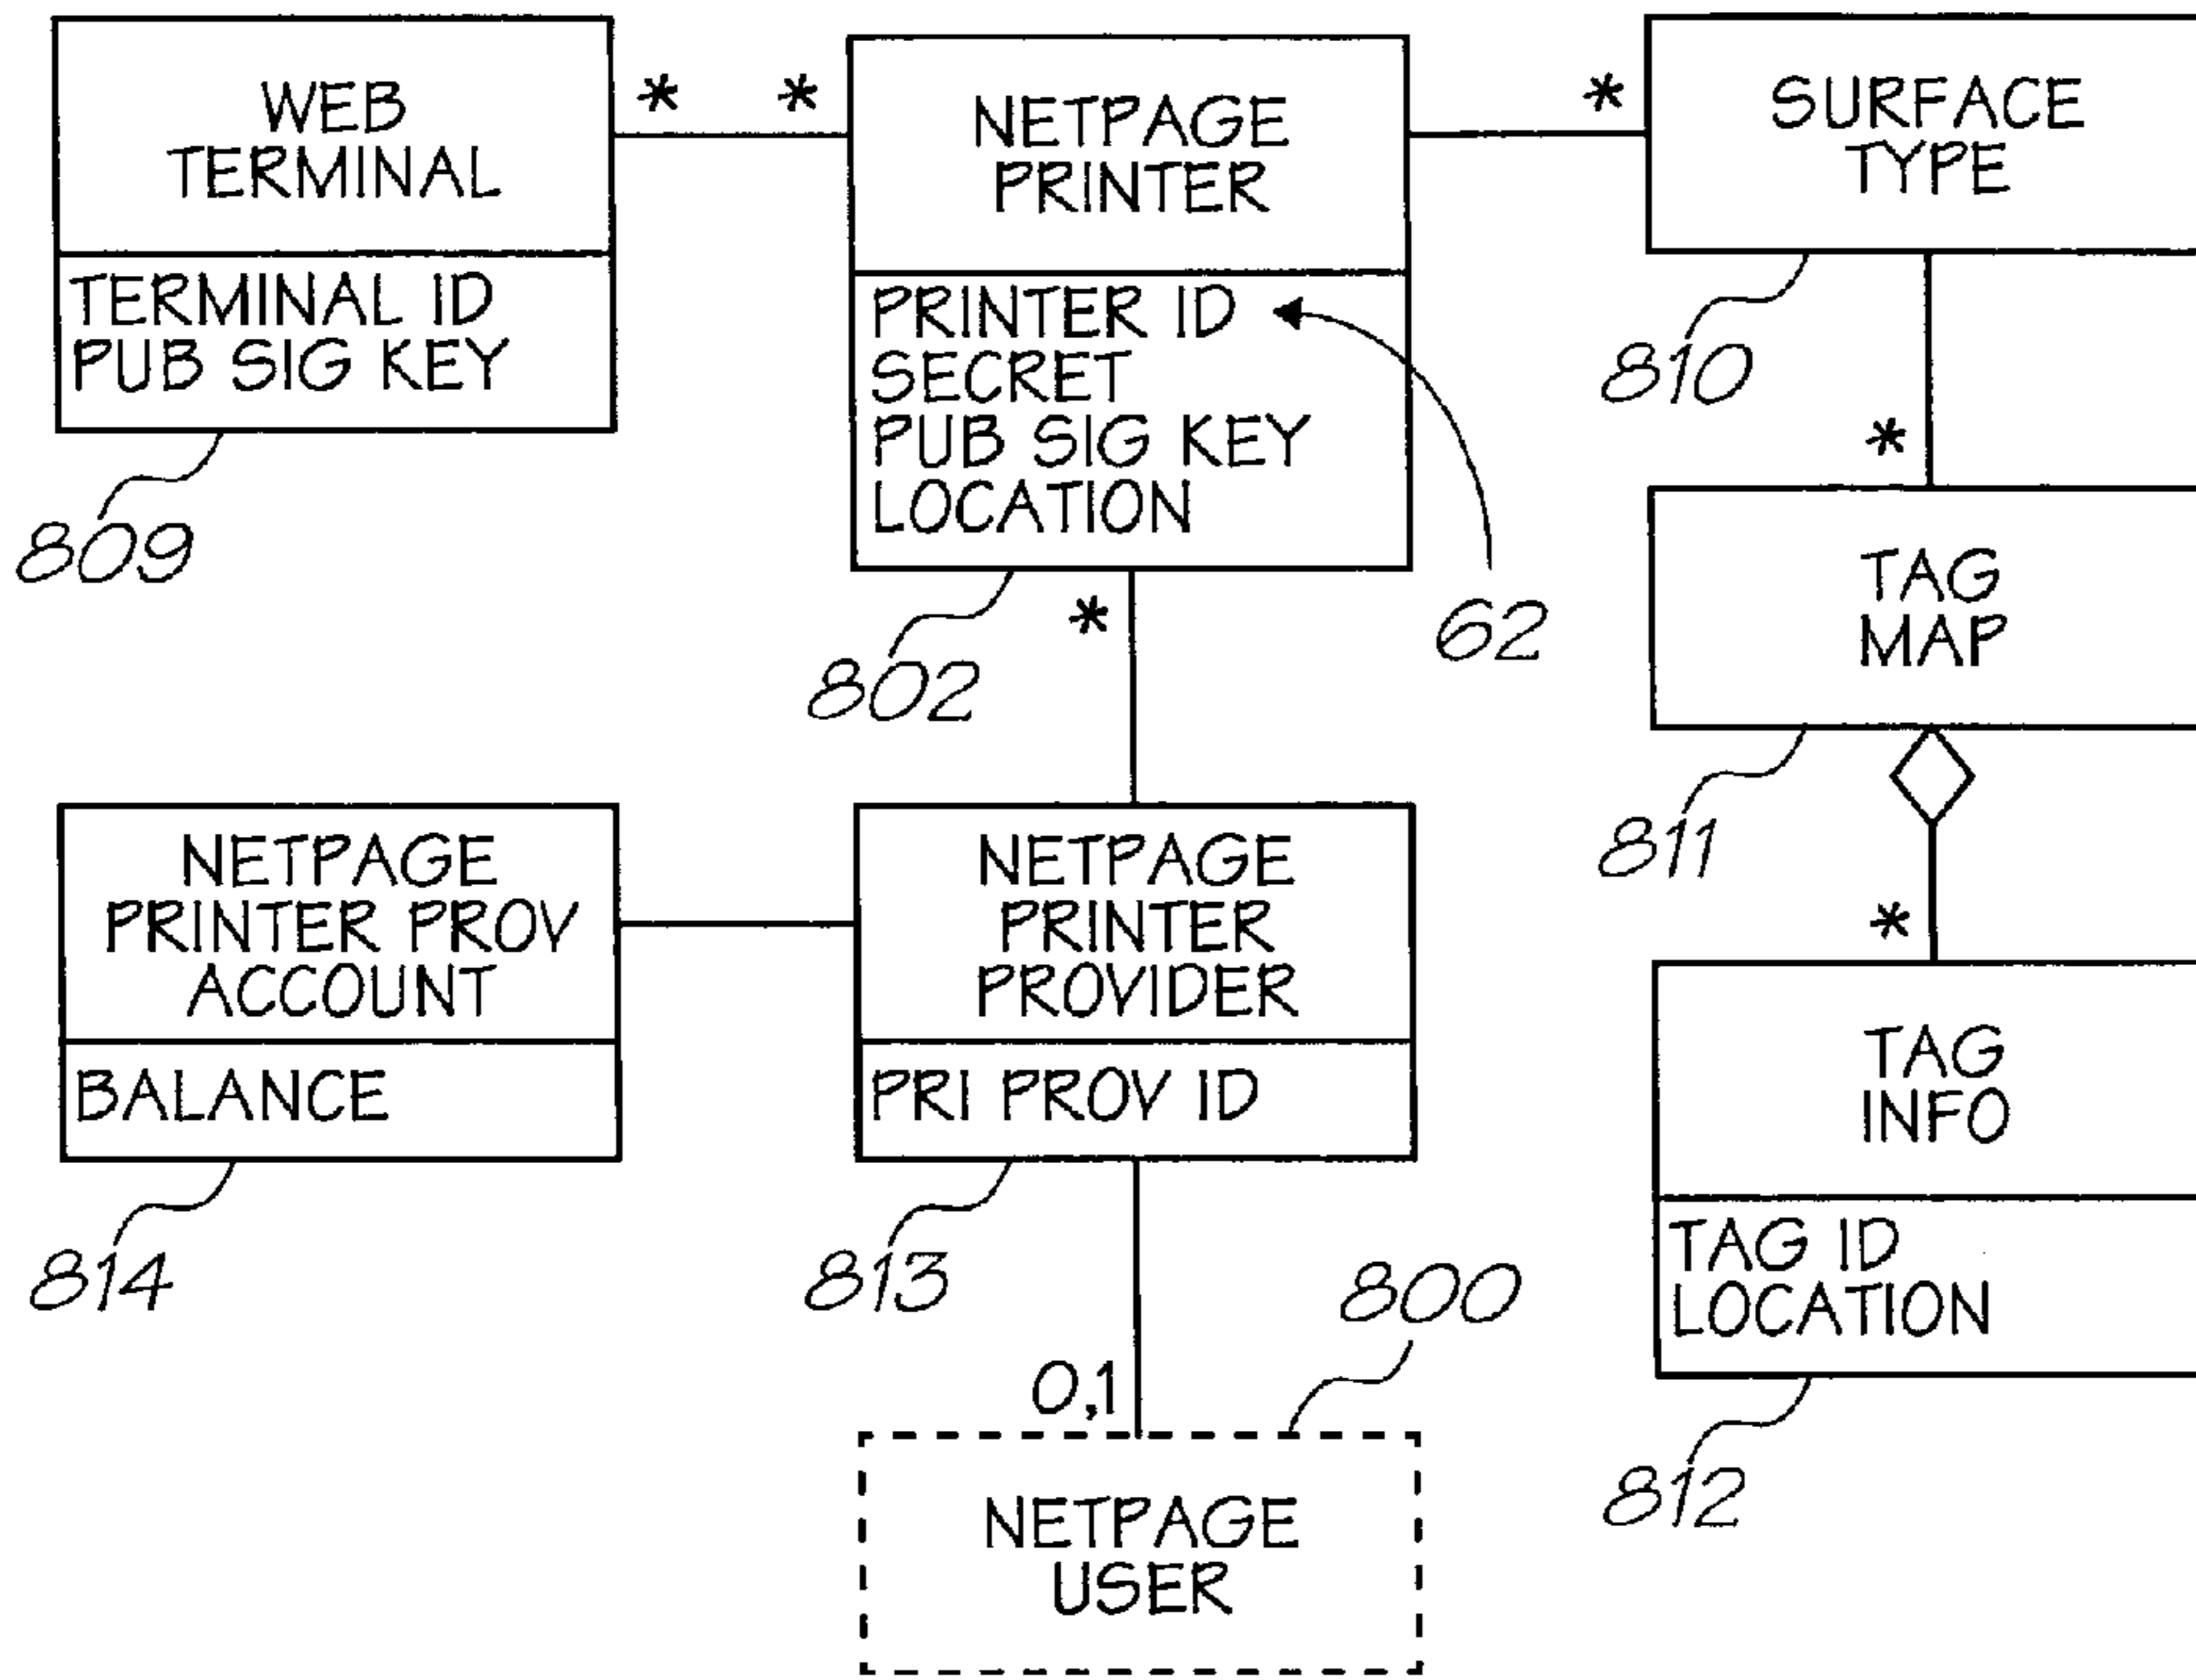 WEB
TERMINAL
TERMINAL ID
PUB SIG KEY
809
* *
NETPAGE
PRINTER
PRINTER ID
SECRET
PUB SIG KEY
LOCATION
62
802
*
*
SURFACE
TYPE
810
*
TAG
MAP
811
*
TAG
INFO
TAG ID
LOCATION
812
NETPAGE
PRINTER PROV
ACCOUNT
BALANCE
814
NETPAGE
PRINTER
PROVIDER
PRI PROV ID
813
0,1
800
NETPAGE
USER